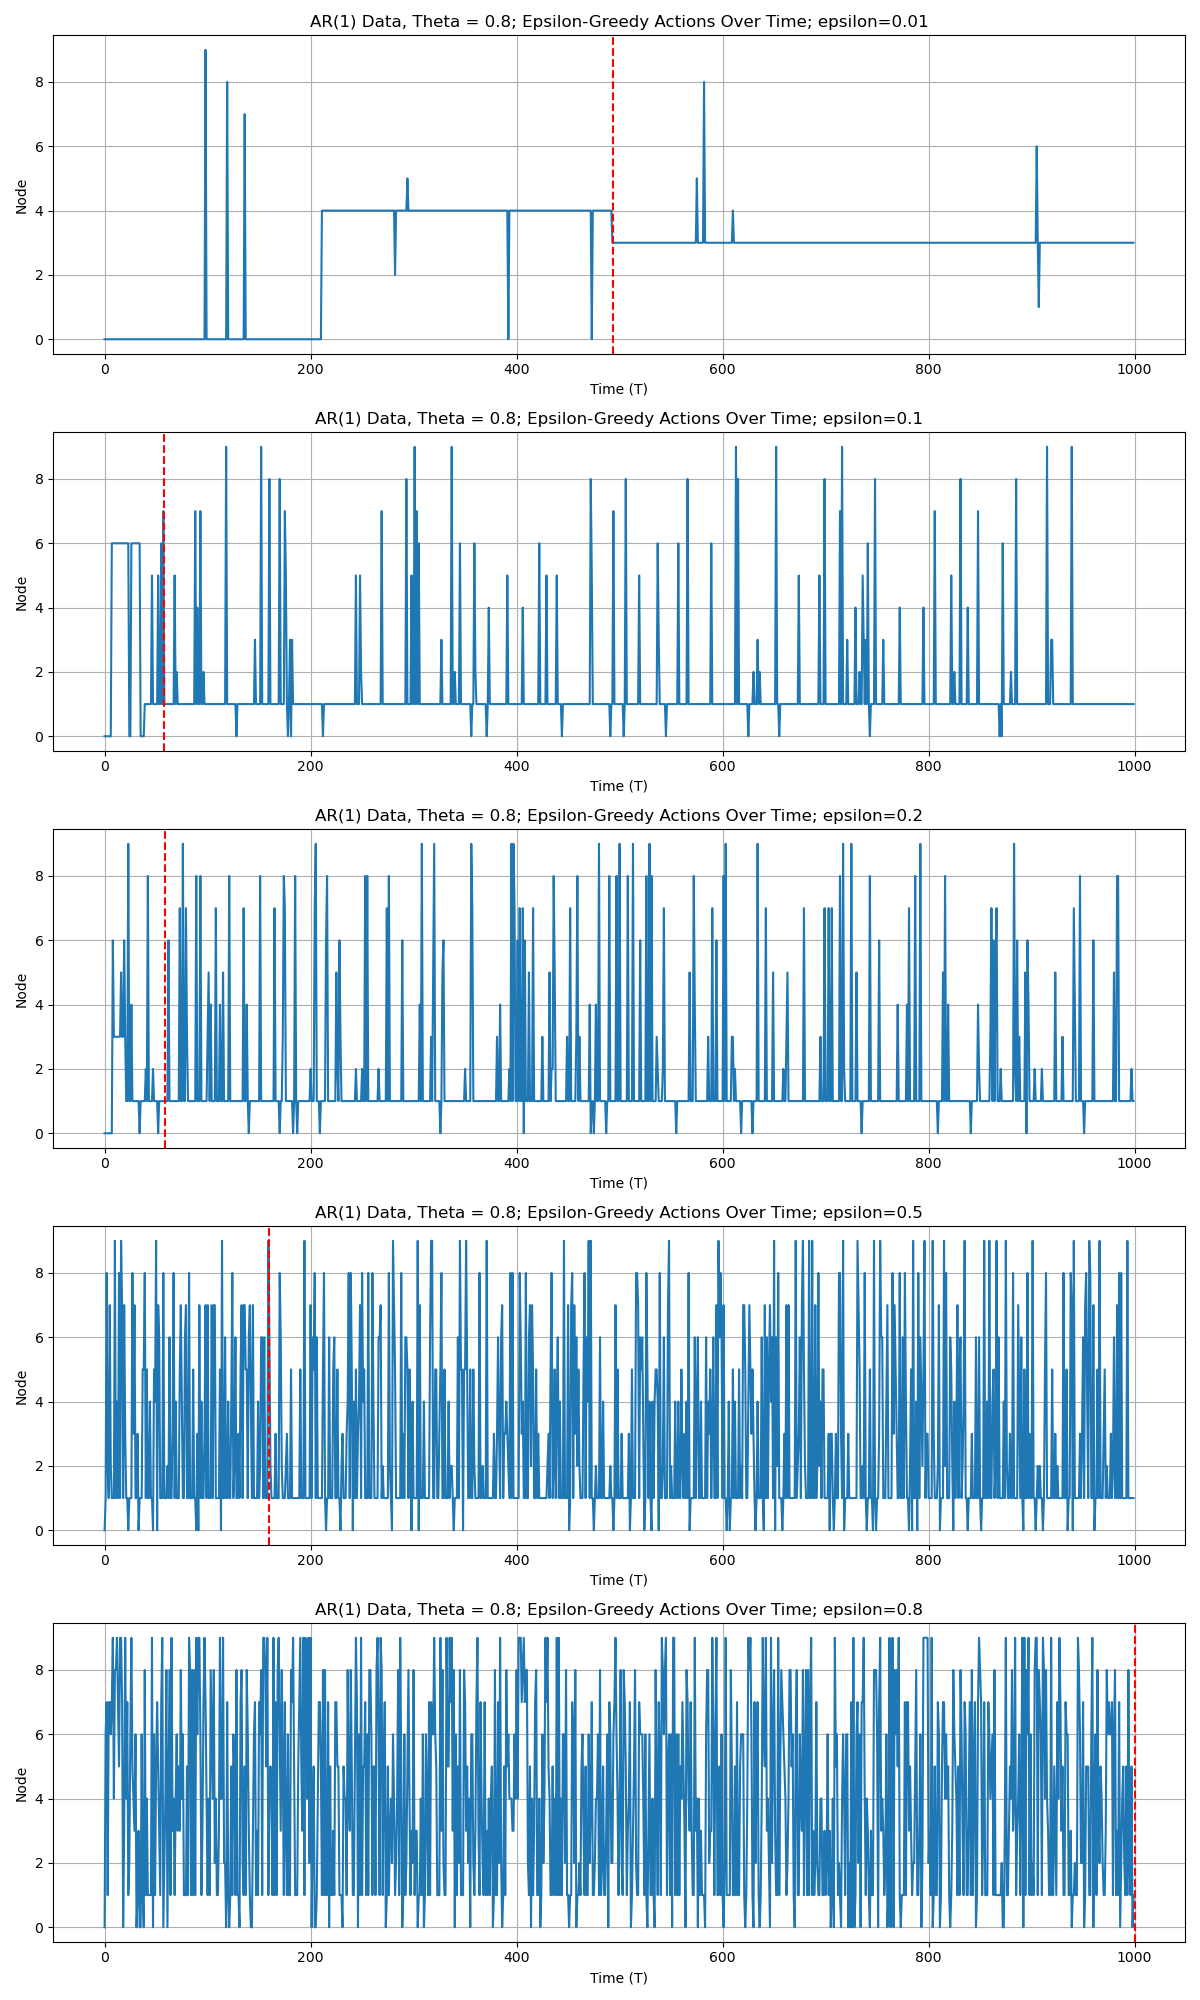 AR(1) Data, Theta = 0.8; Epsilon-Greedy Actions Over Time; epsilon=0.01
8
6
4
2
0
Node
0 200 400 600 800 1000
Time (T)
AR(1) Data, Theta = 0.8; Epsilon-Greedy Actions Over Time; epsilon=0.1
8
6
4
2
0
Node
0 200 400 600 800 1000
Time (T)
AR(1) Data, Theta = 0.8; Epsilon-Greedy Actions Over Time; epsilon=0.2
8
6
4
2
0
Node
0 200 400 600 800 1000
Time (T)
AR(1) Data, Theta = 0.8; Epsilon-Greedy Actions Over Time; epsilon=0.5
8
6
4
2
0
Node
0 200 400 600 800 1000
Time (T)
AR(1) Data, Theta = 0.8; Epsilon-Greedy Actions Over Time; epsilon=0.8
8
6
4
2
0
Node
0 200 400 600 800 1000
Time (T)